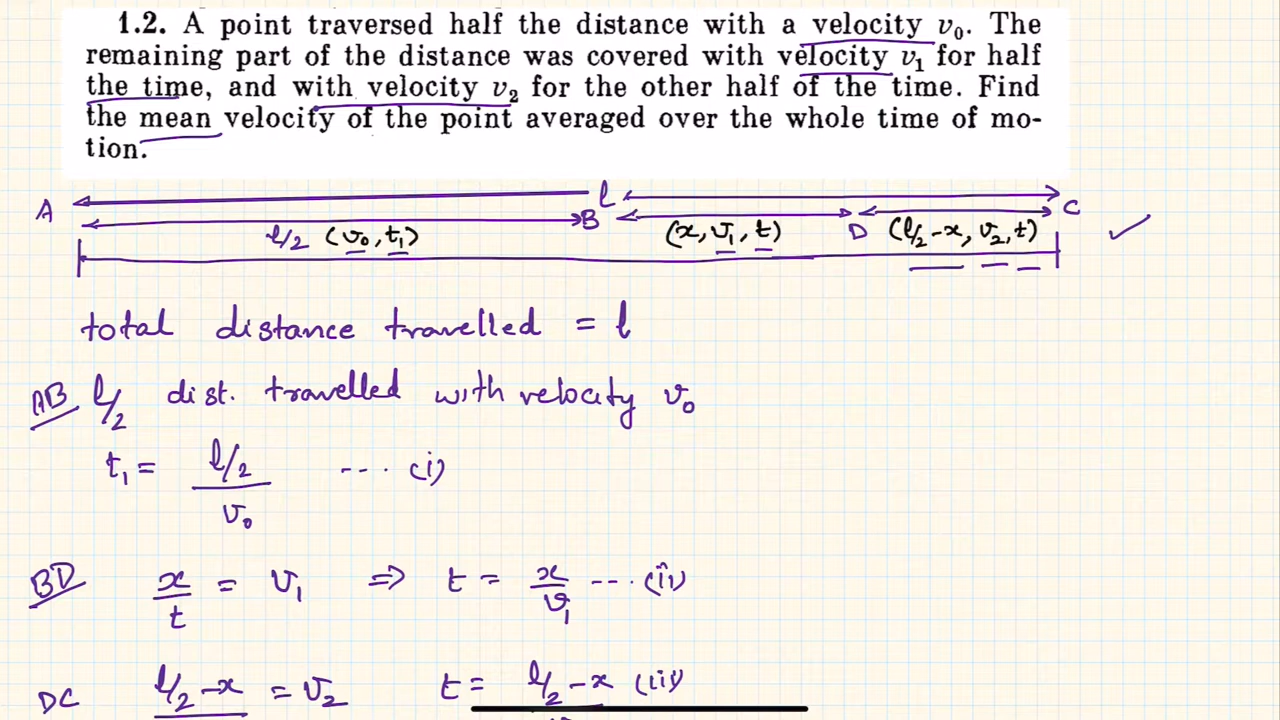 1.2. A point traversed half the distance with a velocity v₀. The
remaining part of the distance was covered with velocity v₁ for half
the time, and with velocity v₂ for the other half of the time. Find
the mean velocity of the point averaged over the whole time of mo-
tion.
A l C
l/2 (v₀, t₁) B (x, v₁, t) D (l/2-x, v₂, t) ✓
total distance travelled = l
AB l/2 dist. travelled with velocity v₀
t₁ = (l/2)/v₀ ---- (i)
BD x/t = v₁ ⇒ t = x/v₁ --- (ii)
DC l/2-x = v₂ t = l/2-x (iii)